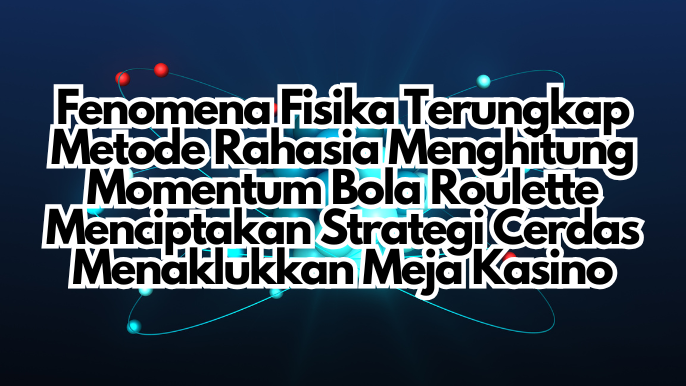 Fenomena Fisika Terungkap
Metode Rahasia Menghitung
Momentum Bola Roulette
Menciptakan Strategi Cerdas
Menaklukkan Meja Kasino